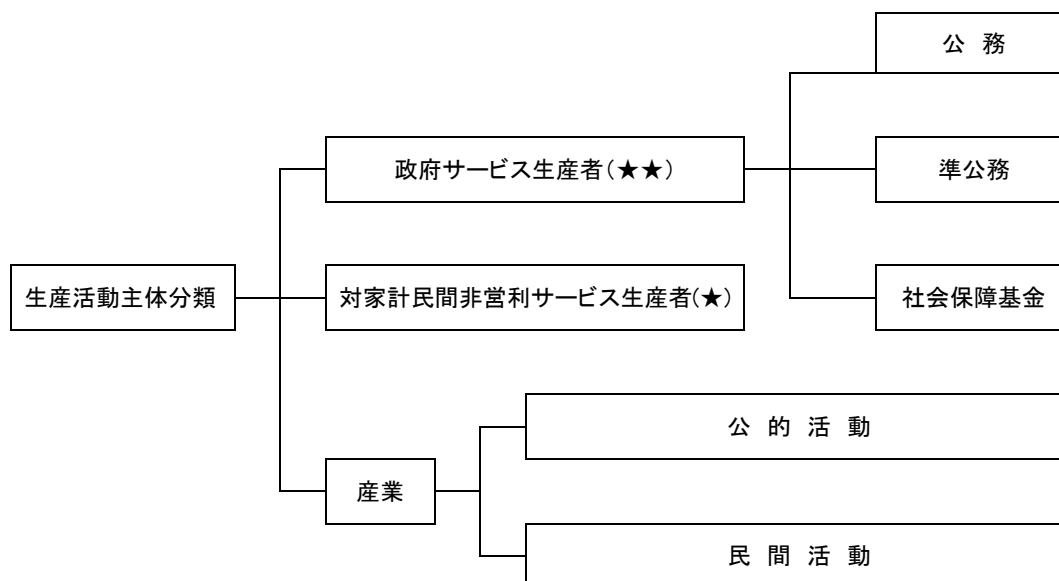 公 務
政府サービス生産者(★★)
準公務
生産活動主体分類
対家計民間非営利サービス生産者(★)
社会保障基金
公 的 活 動
産業
民 間 活 動